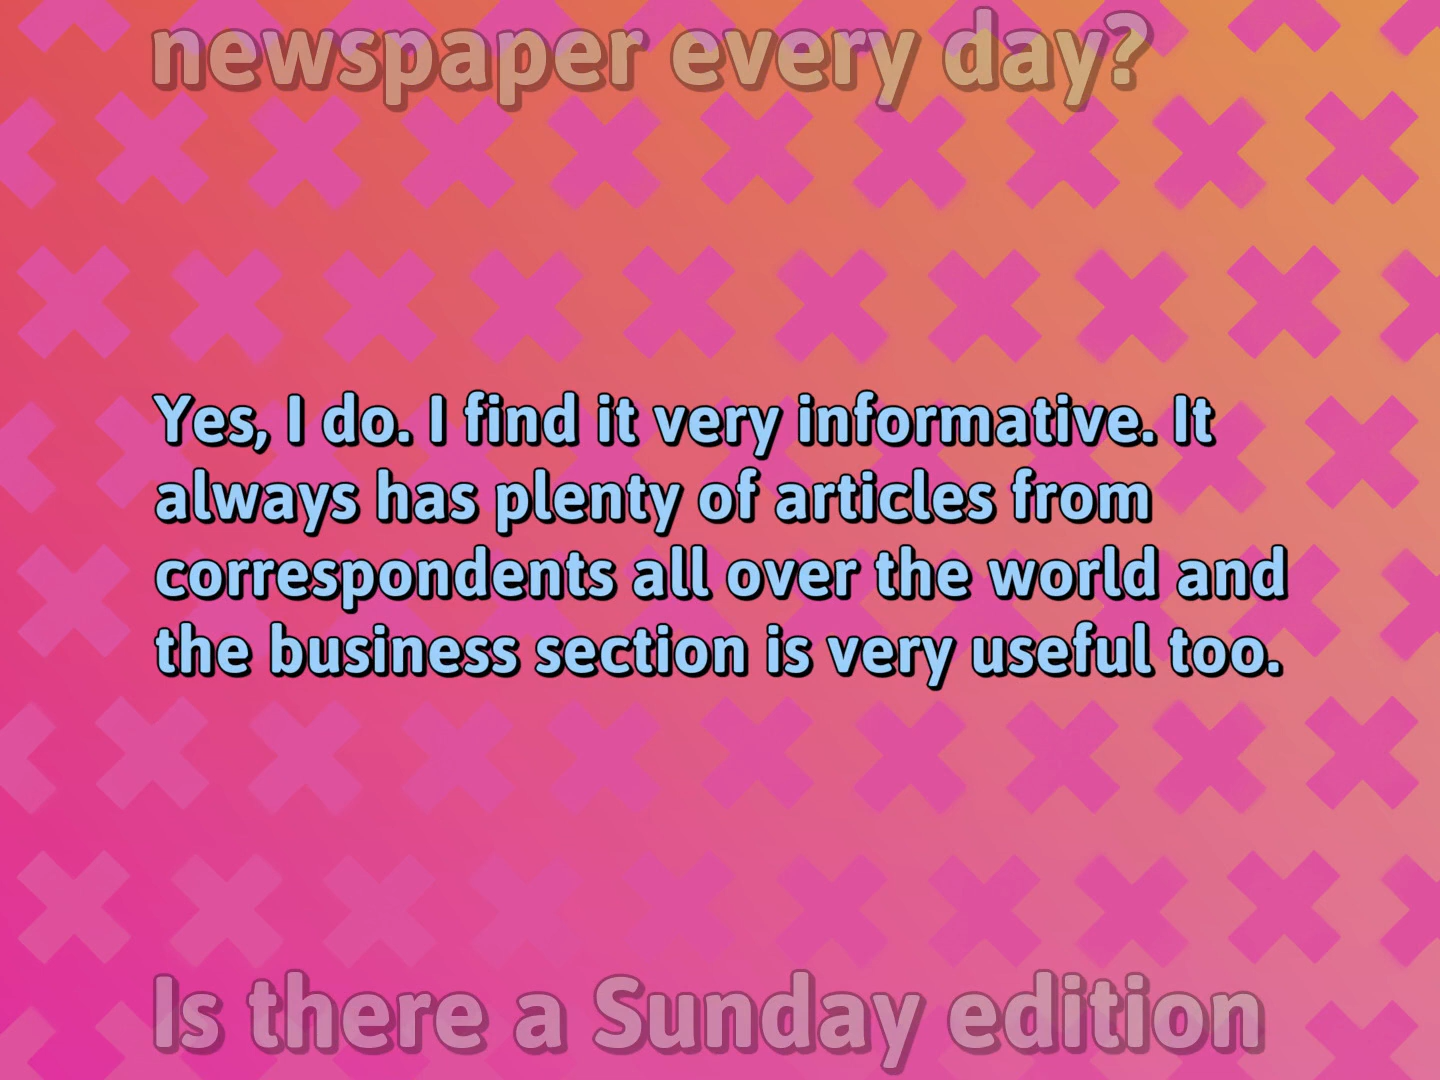 newspaper every day?
Yes, I do. I find it very informative. It
always has plenty of articles from
correspondents all over the world and
the business section is very useful too.
Is there a Sunday edition